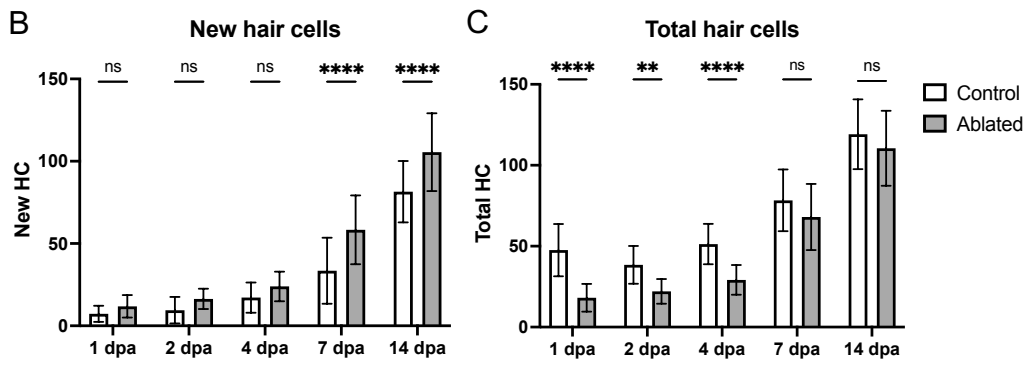 B
New hair cells
ns
ns
ns
****
****
150
100
50
0
New HC
1 dpa
2 dpa
4 dpa
7 dpa
14 dpa
C
Total hair cells
****
**
****
ns
ns
150
100
50
0
Total HC
1 dpa
2 dpa
4 dpa
7 dpa
14 dpa
Control
Ablated